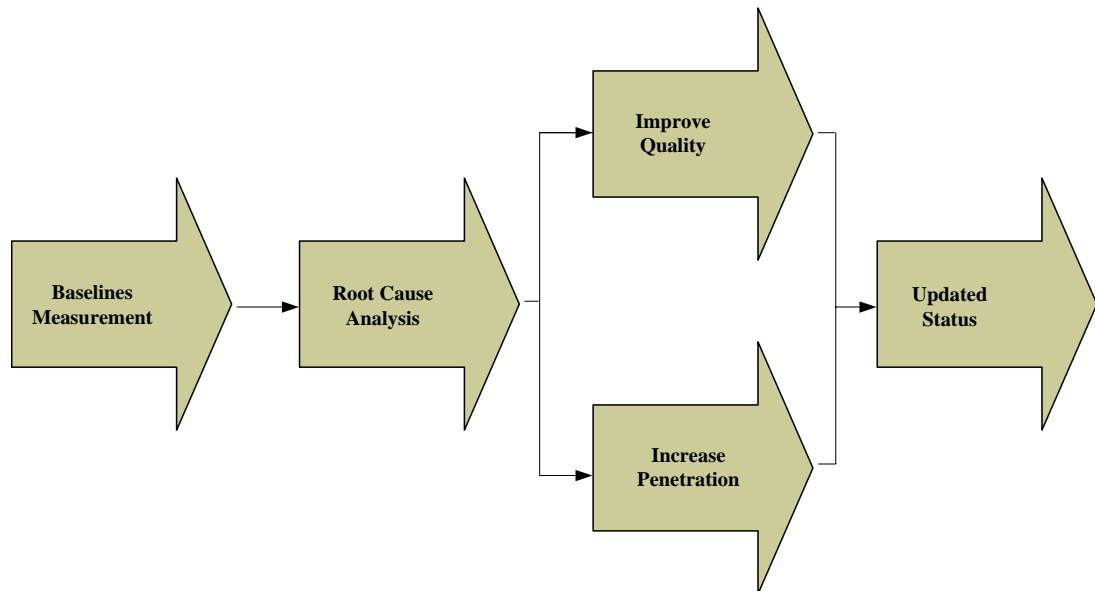 Baselines
Measurement
Root Cause
Analysis
Improve
Quality
Increase
Penetration
Updated
Status